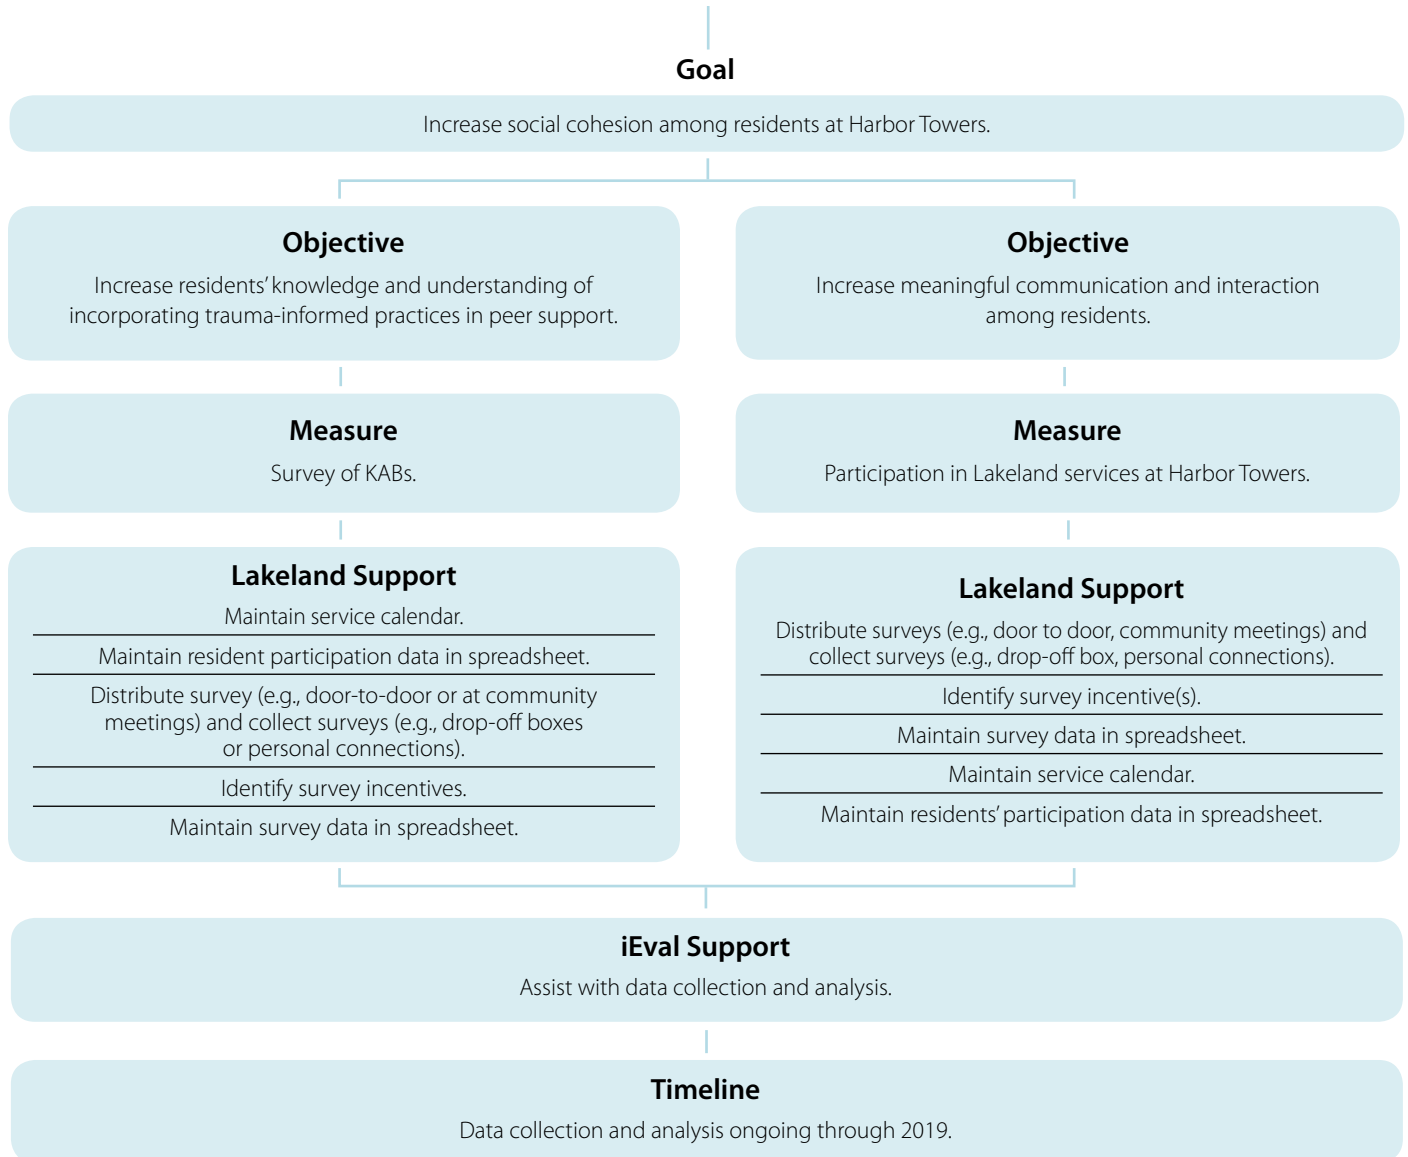 Goal
Increase social cohesion among residents at Harbor Towers.
Objective
Increase residents' knowledge and understanding of
incorporating trauma-informed practices in peer support.
Measure
Survey of KABs.
Lakeland Support
Maintain service calendar.
Maintain resident participation data in spreadsheet.
Distribute survey (e.g., door-to-door or at community
meetings) and collect surveys (e.g., drop-off boxes
or personal connections).
Identify survey incentives.
Maintain survey data in spreadsheet.
Objective
Increase meaningful communication and interaction
among residents.
Measure
Participation in Lakeland services at Harbor Towers.
Lakeland Support
Distribute surveys (e.g., door to door, community meetings) and
collect surveys (e.g., drop-off box, personal connections).
Identify survey incentive(s).
Maintain survey data in spreadsheet.
Maintain service calendar.
Maintain residents' participation data in spreadsheet.
iEval Support
Assist with data collection and analysis.
Timeline
Data collection and analysis ongoing through 2019.